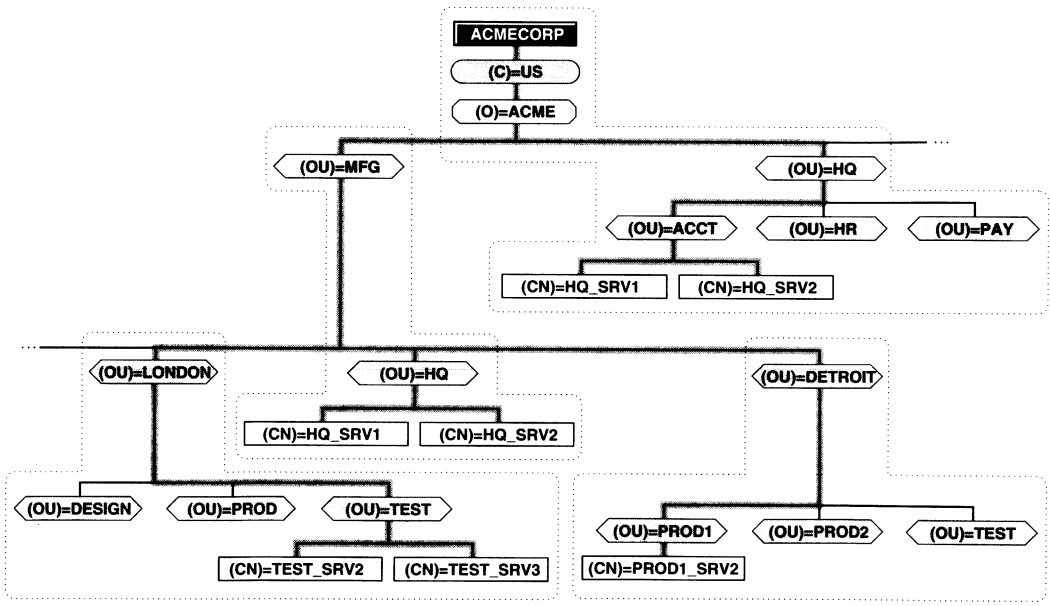 ACMECORP
(C)=US
(O)=ACME
...
(OU)=MFG
(OU)=HQ
(OU)=ACCT
(OU)=HR
(OU)=PAY
(CN)=HQ_SRV1
(CN)=HQ_SRV2
...
(OU)=LONDON
(OU)=HQ
(OU)=DETROIT
(CN)=HQ_SRV1
(CN)=HQ_SRV2
(OU)=DESIGN
(OU)=PROD
(OU)=TEST
(OU)=PROD1
(OU)=PROD2
(OU)=TEST
(CN)=TEST_SRV2
(CN)=TEST_SRV3
(CN)=PROD1_SRV2